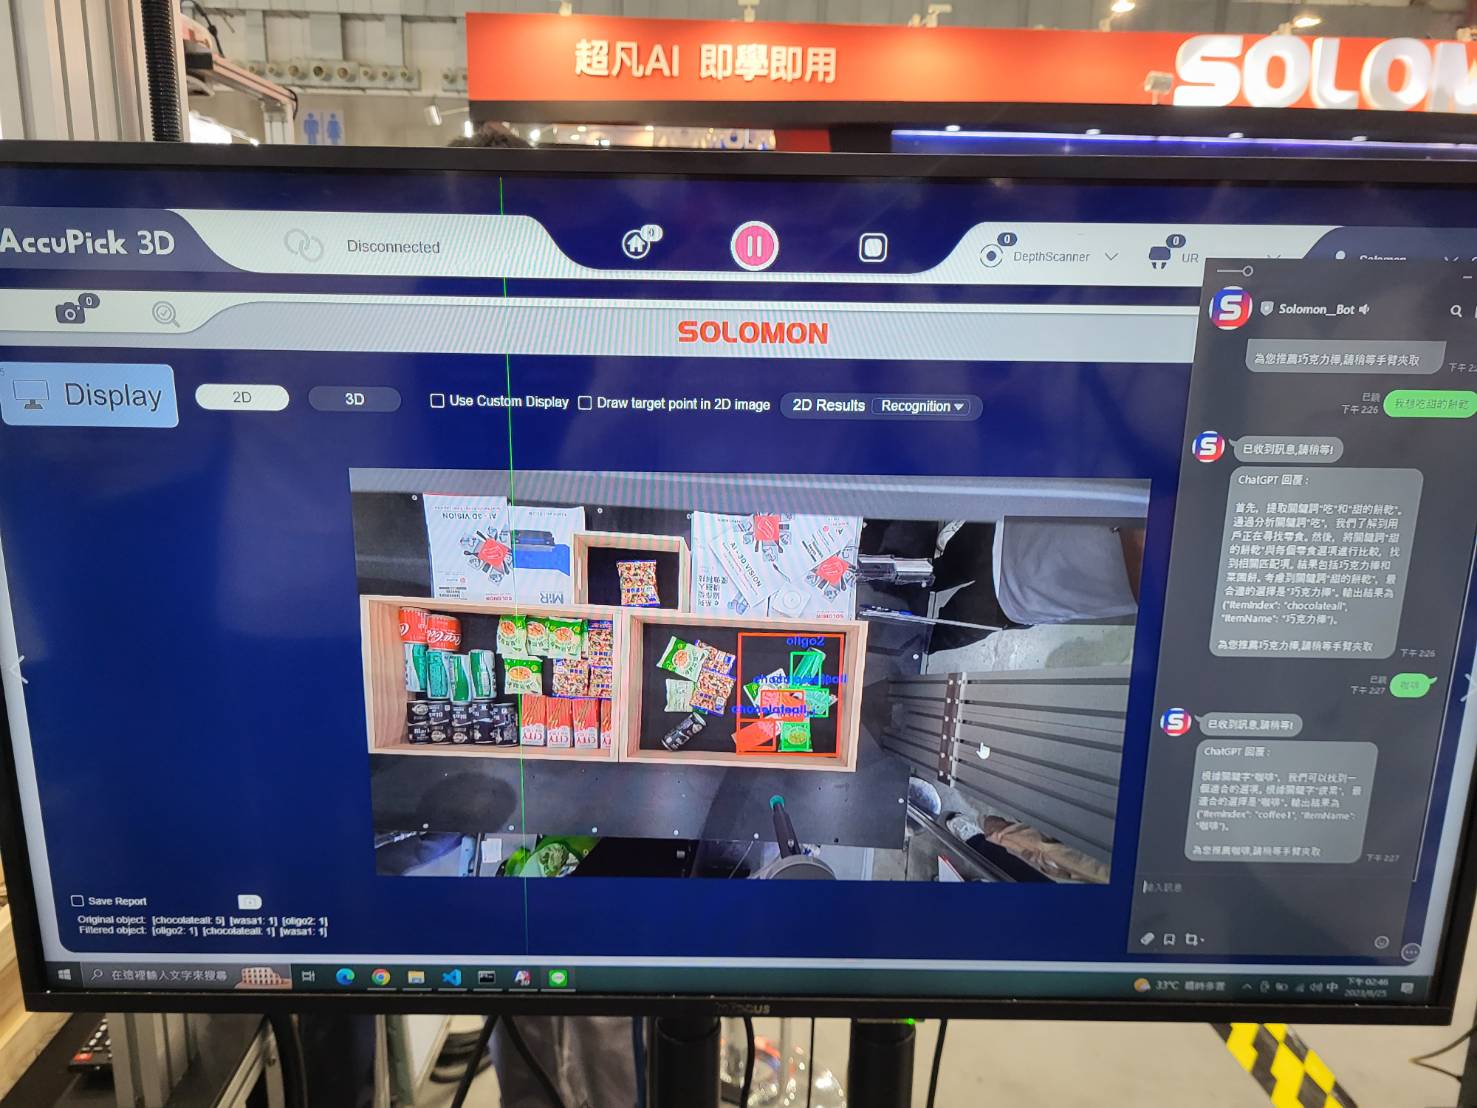 超凡AI 即學即用
SOLOM
AccuPick 3D
Disconnected
0
0
DepthScanner
0
UR
0
SOLOMON
Display
2D
3D
Use Custom Display
Draw target point in 2D image
2D Results
Recognition
AI · 3D VISION
MiR
SOLOMON
AI · 3D VISION
SOLOMON
oligo2
chocolateall
Save Report
Original object: [chocolateall: 5] [wasa1: 1] [oligo2: 1]
Filtered object: [oligo2: 1] [chocolateall: 1] [wasa1: 1]
Solomon__Bot
為您推薦巧克力棒,請稍等手臂夾取
已讀
下午 2:26
我想吃甜的餅乾
已收到訊息,請稍等!
ChatGPT 回覆：
首先，提取關鍵詞"吃"和"甜的餅乾"。
通過分析關鍵詞"吃"，我們了解到用
戶正在尋找零食。然後，將關鍵詞"甜
的餅乾"與每個零食選項進行比較，找
到相關匹配項。結果包括巧克力棒和
菜園餅。考慮到關鍵詞"甜的餅乾"，最
合適的選擇是"巧克力棒"。輸出結果為
{"ItemIndex": "chocolateall",
"ItemName": "巧克力棒"}。
為您推薦巧克力棒,請稍等手臂夾取
下午 2:26
已讀
下午 2:27
咖啡
已收到訊息,請稍等!
ChatGPT 回覆：
根據關鍵字"咖啡"，我們可以找到一
個適合的選項。根據關鍵字"提業"，最
適合的選擇是"咖啡"。輸出結果為
{"ItemIndex": "coffee1", "ItemName":
"咖啡"}。
為您推薦咖啡,請稍等手臂夾取
下午 2:27
輸入訊息
在這裡輸入文字來搜尋
33°C
中
下午 02:46
2023/8/25